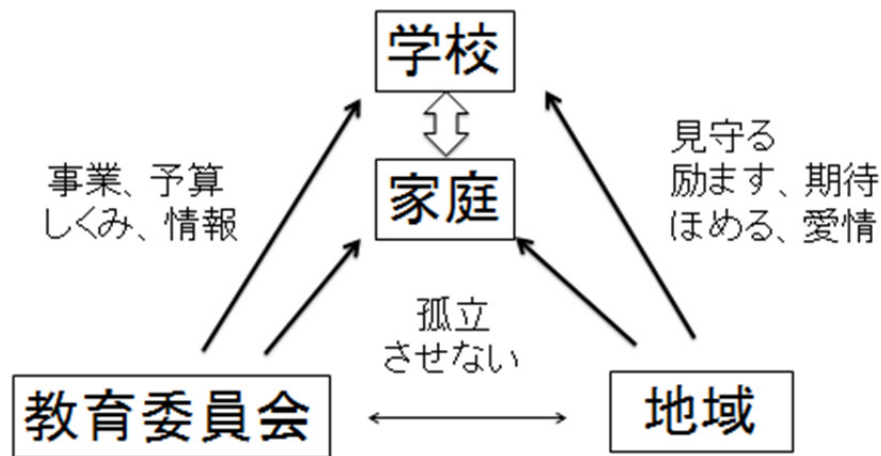 学校
家庭
事業、予算
しくみ、情報
見守る
励ます、期待
ほめる、愛情
孤立
させない
教育委員会
地域